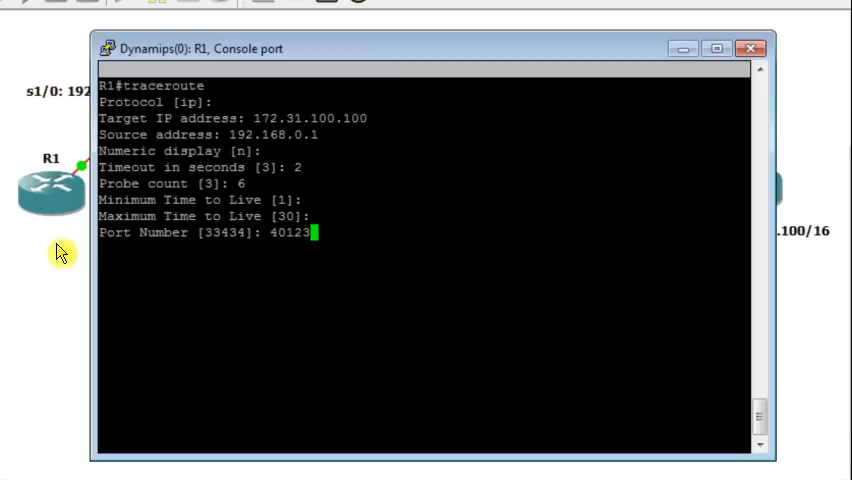 Dynamips(0): R1, Console port
s1/0: 192
R1
.100/16
R1#traceroute
Protocol [ip]:
Target IP address: 172.31.100.100
Source address: 192.168.0.1
Numeric display [n]:
Timeout in seconds [3]: 2
Probe count [3]: 6
Minimum Time to Live [1]:
Maximum Time to Live [30]:
Port Number [33434]: 40123